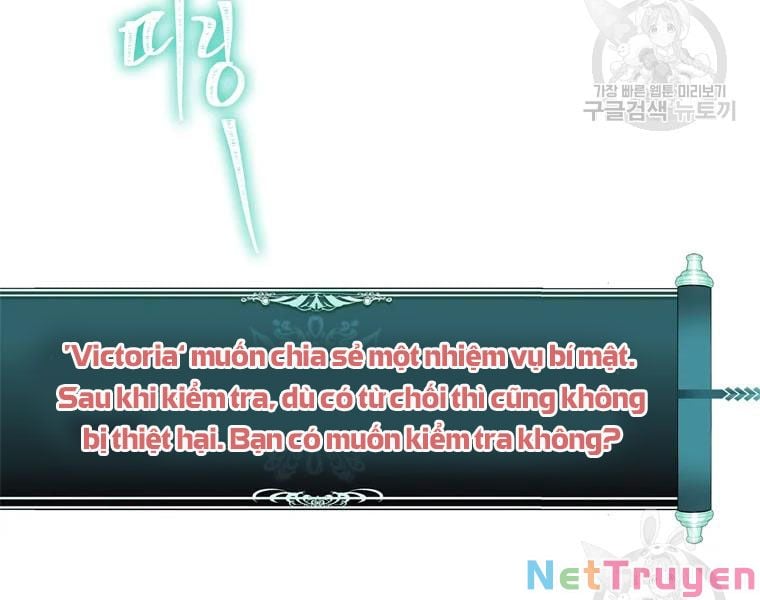 띠링
가장 빠른 웹툰 미리보기
구글검색 뉴토끼
'Victoria' muốn chia sẻ một nhiệm vụ bí mật.
Sau khi kiểm tra, dù có từ chối thì cũng không
bị thiệt hại. Bạn có muốn kiểm tra không?
NetTruyen